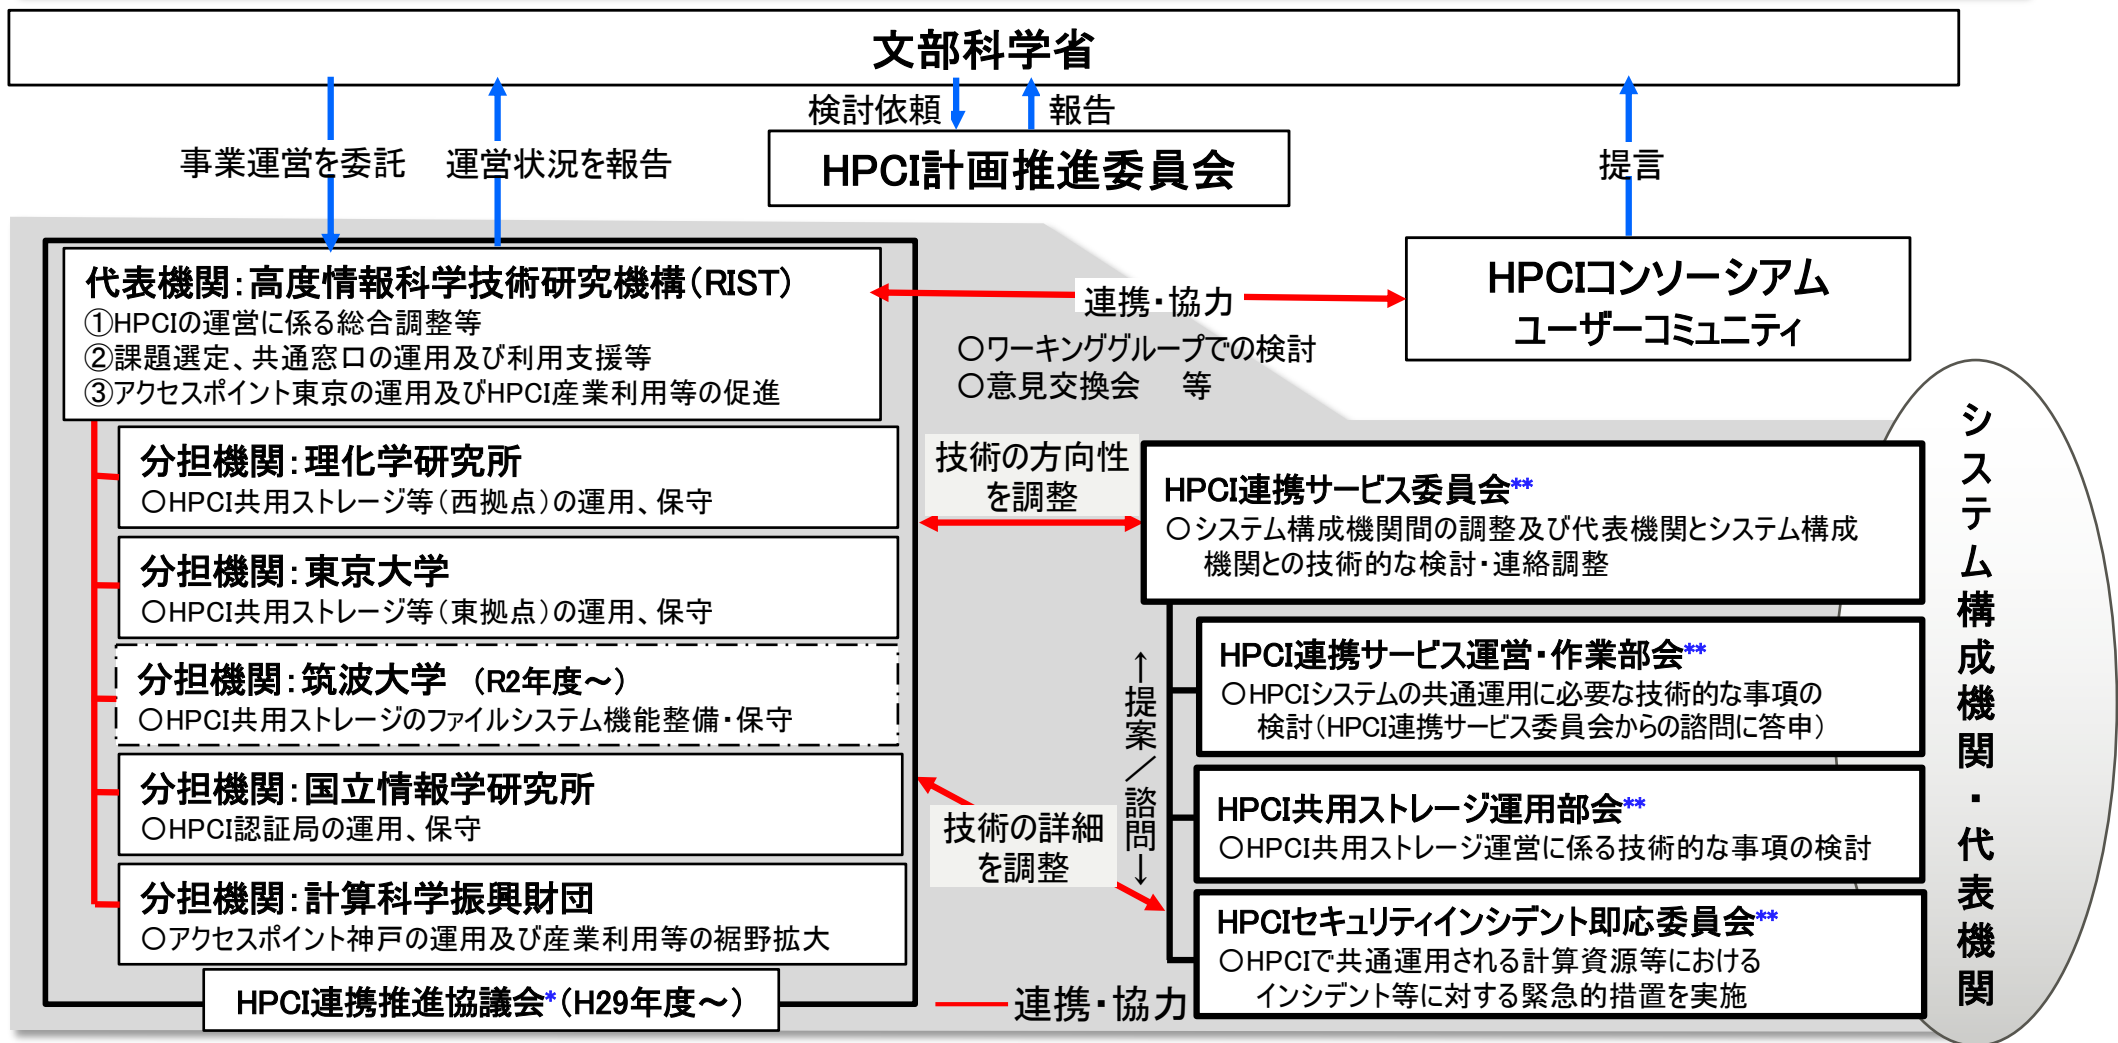 文部科学省
検討依頼
報告
事業運営を委託
運営状況を報告
HPCI計画推進委員会
提言
代表機関：高度情報科学技術研究機構（RIST）
①HPCIの運営に係る総合調整等
②課題選定、共通窓口の運用及び利用支援等
③アクセスポイント東京の運用及びHPCI産業利用等の促進
連携・協力
〇ワーキンググループでの検討
〇意見交換会　等
HPCIコンソーシアム
ユーザーコミュニティ
分担機関：理化学研究所
〇HPCI共用ストレージ等（西拠点）の運用、保守
分担機関：東京大学
〇HPCI共用ストレージ等（東拠点）の運用、保守
分担機関：筑波大学　（R2年度～）
〇HPCI共用ストレージのファイルシステム機能整備・保守
分担機関：国立情報学研究所
〇HPCI認証局の運用、保守
分担機関：計算科学振興財団
〇アクセスポイント神戸の運用及び産業利用等の裾野拡大
HPCI連携推進協議会*（H29年度～）
技術の方向性
を調整
技術の詳細
を調整
連携・協力
HPCI連携サービス委員会**
〇システム構成機関間の調整及び代表機関とシステム構成
機関との技術的な検討・連絡調整
←提案／諮問→
HPCI連携サービス運営・作業部会**
〇HPCIシステムの共通運用に必要な技術的な事項の
検討（HPCI連携サービス委員会からの諮問に答申）
HPCI共用ストレージ運用部会**
〇HPCI共用ストレージ運営に係る技術的な事項の検討
HPCIセキュリティインシデント即応委員会**
〇HPCIで共通運用される計算資源等における
インシデント等に対する緊急的措置を実施
システム構成機関・代表機関